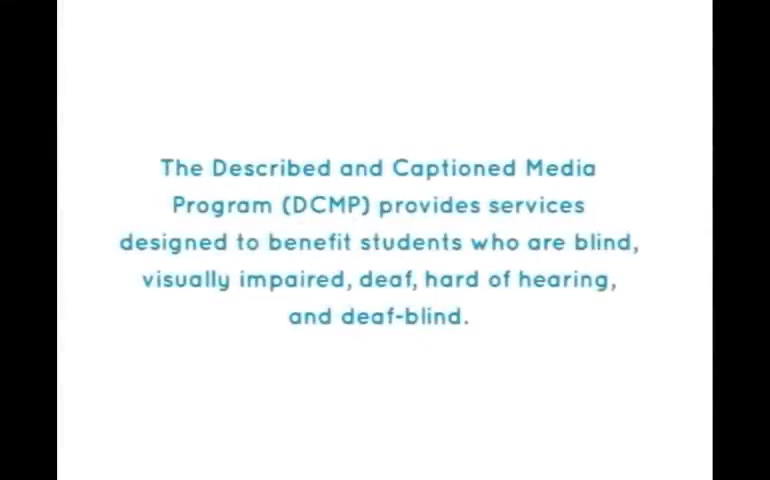 The Described and Captioned Media
Program (DCMP) provides services
designed to benefit students who are blind,
visually impaired, deaf, hard of hearing,
and deaf-blind.